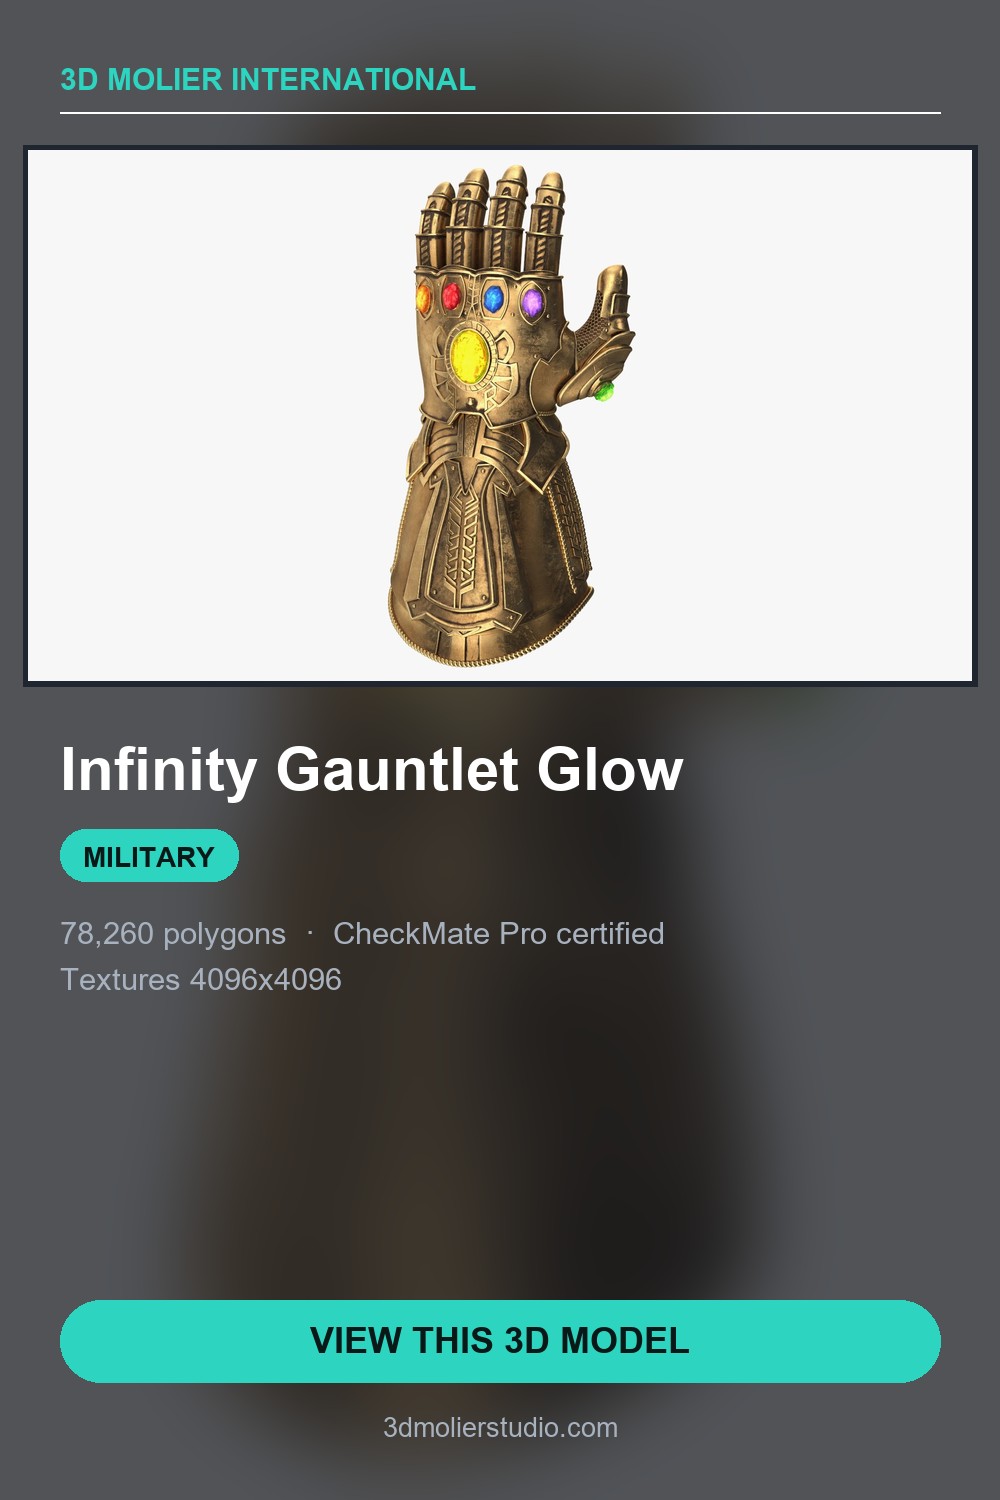 3D MOLIER INTERNATIONAL
Infinity Gauntlet Glow
MILITARY
78,260 polygons · CheckMate Pro certified
Textures 4096x4096
VIEW THIS 3D MODEL
3dmolierstudio.com